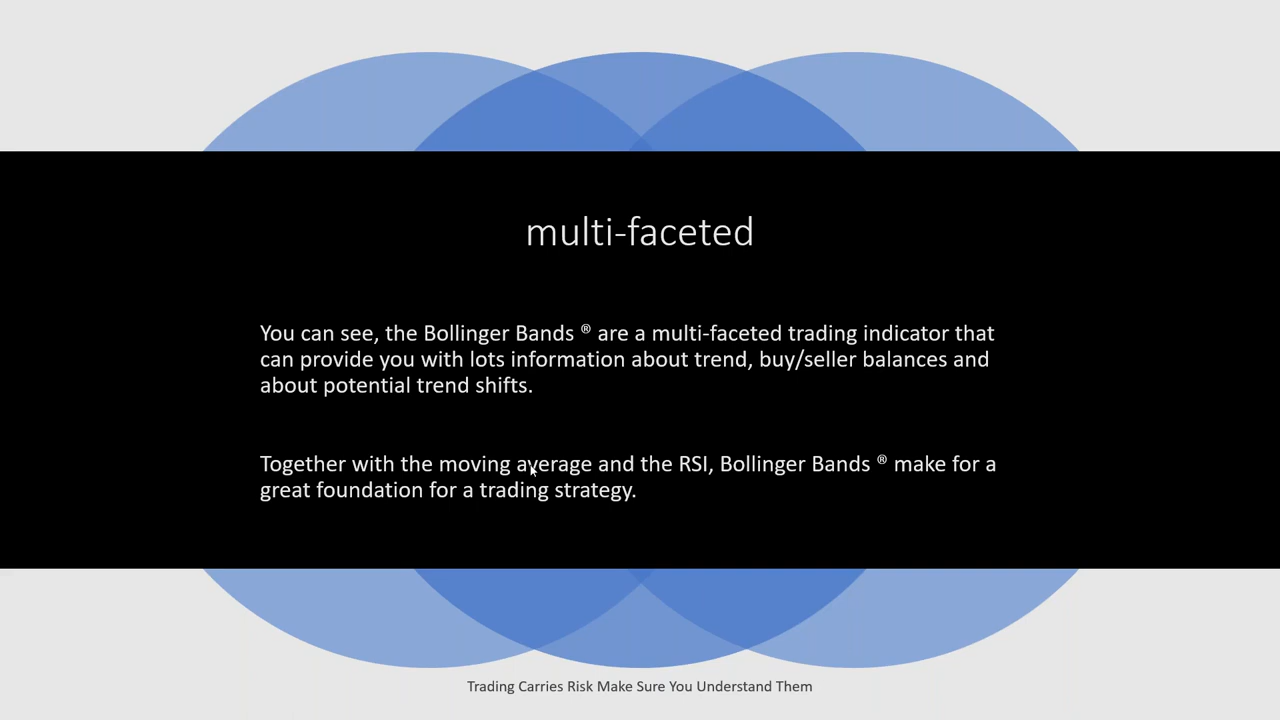 multi-faceted
You can see, the Bollinger Bands ® are a multi-faceted trading indicator that
can provide you with lots information about trend, buy/seller balances and
about potential trend shifts.
Together with the moving average and the RSI, Bollinger Bands ® make for a
great foundation for a trading strategy.
Trading Carries Risk Make Sure You Understand Them